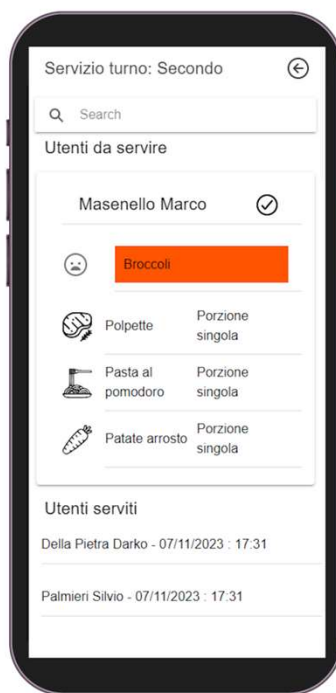 Servizio turno: Secondo
Search
Utenti da servire
Masenello Marco
Broccoli
Polpette Porzione
singola
Pasta al Porzione
pomodoro singola
Patate arrosto Porzione
singola
Utenti serviti
Della Pietra Darko - 07/11/2023 : 17:31
Palmieri Silvio - 07/11/2023 : 17:31